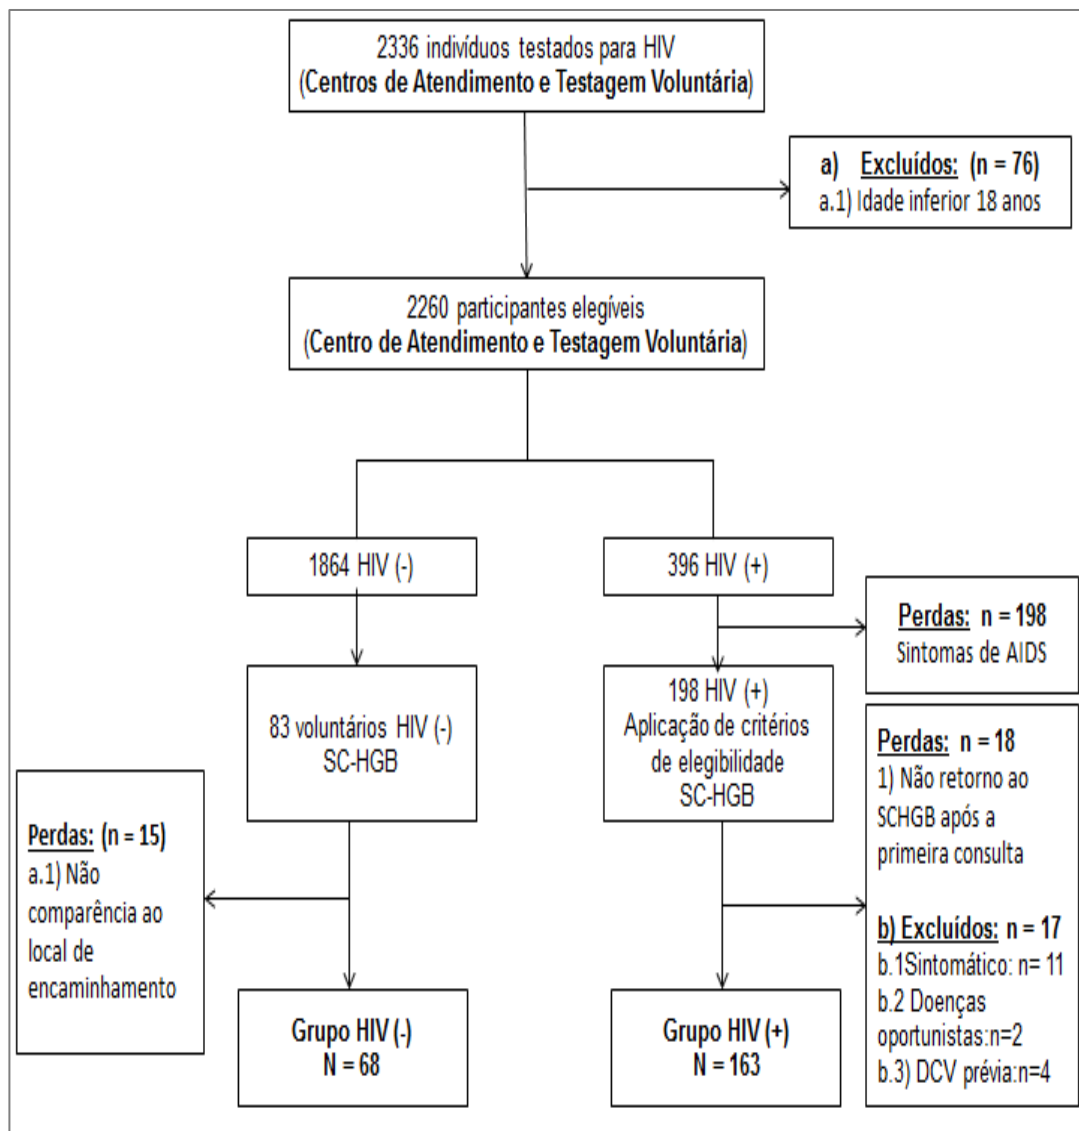 2336 indivíduos testados para HIV
(Centros de Atendimento e Testagem Voluntária)
a) Excluídos: (n = 76)
a.1) Idade inferior 18 anos
2260 participantes elegíveis
(Centro de Atendimento e Testagem Voluntária)
1864 HIV (-)
396 HIV (+)
Perdas: n = 198
Sintomas de AIDS
83 voluntários HIV (-)
SC-HGB
198 HIV (+)
Aplicação de critérios
de elegibilidade
SC-HGB
Perdas: (n = 15)
a.1) Não
comparência ao
local de
encaminhamento
Perdas: n = 18
1) Não retorno ao
SCHGB após a
primeira consulta
b) Excluídos: n = 17
b.1Sintomático: n= 11
b.2 Doenças
oportunistas:n=2
b.3) DCV prévia:n=4
Grupo HIV (-)
N = 68
Grupo HIV (+)
N = 163